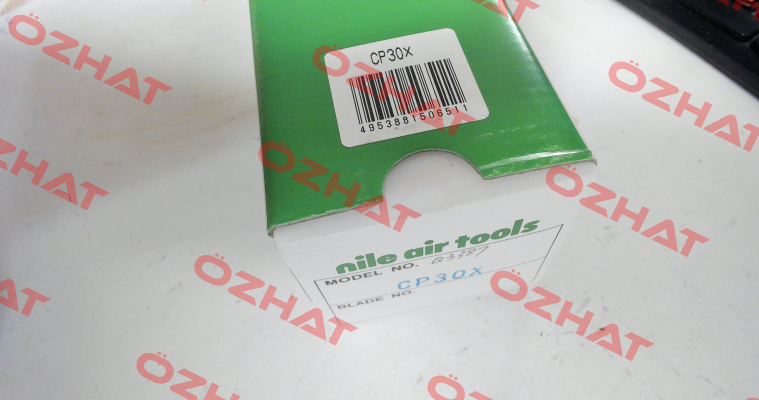 CP30X
4953881506511
nile air tools
MODEL NO. G3387
CP30X
BLADE NO.
ÖZHAT
ÖZHAT
ÖZHAT
ÖZHAT
ÖZHAT
ÖZHAT
ÖZHAT
ÖZHAT
ÖZHAT
ÖZHAT